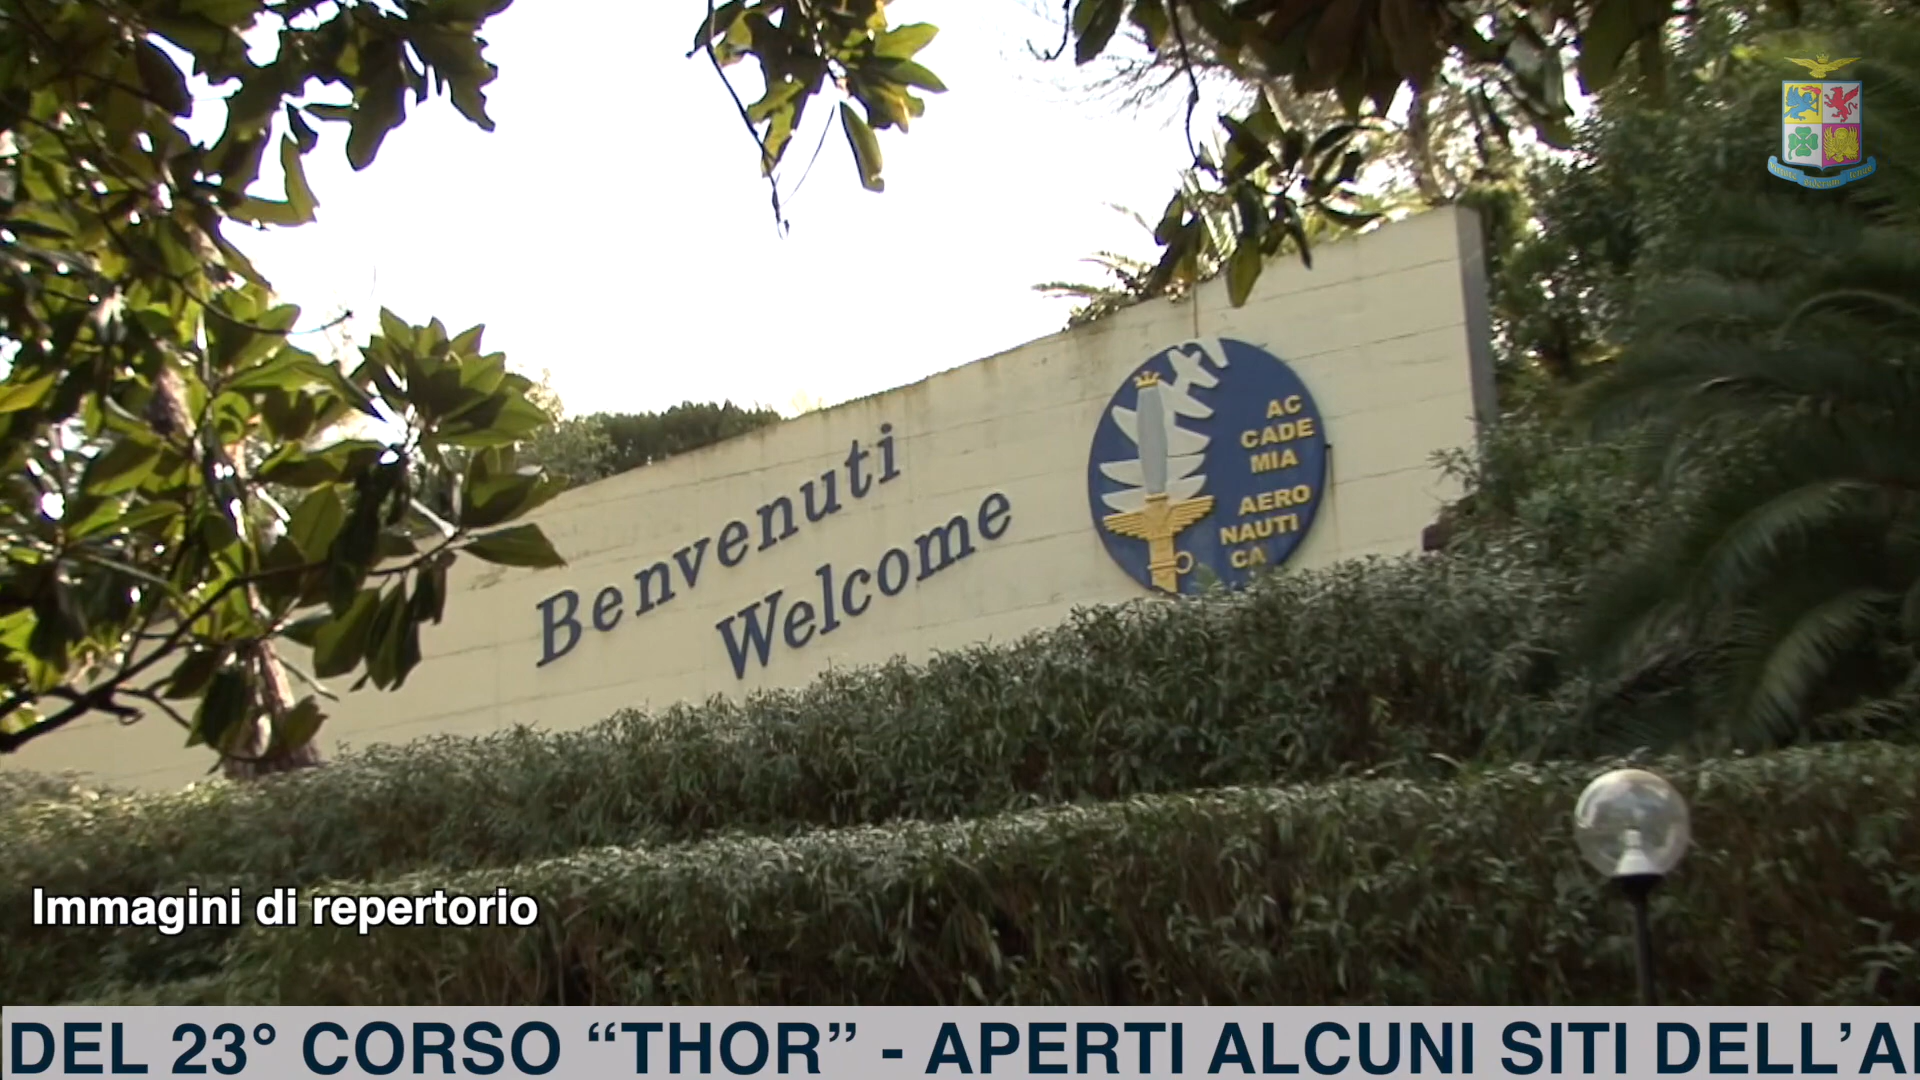 Benvenuti
Welcome
AC
CADE
MIA
AERO
NAUTI
CA
Immagini di repertorio
DEL 23° CORSO “THOR” - APERTI ALCUNI SITI DELL’A